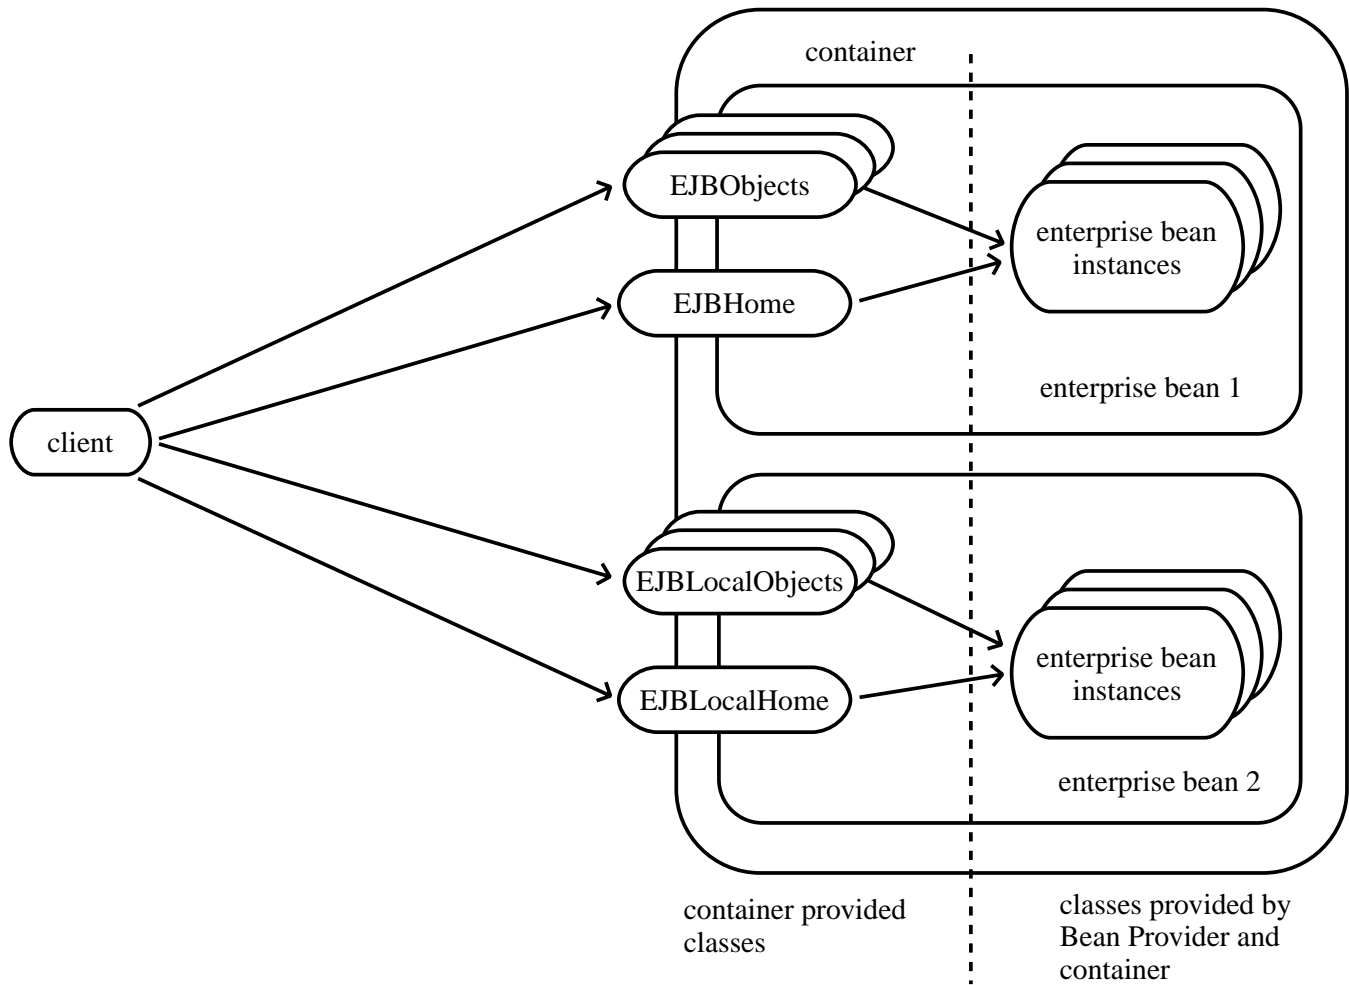 container
EJBObjects
enterprise bean
instances
EJBHome
enterprise bean 1
client
EJBLocalObjects
enterprise bean
instances
EJBLocalHome
enterprise bean 2
container provided
classes
classes provided by
Bean Provider and
container